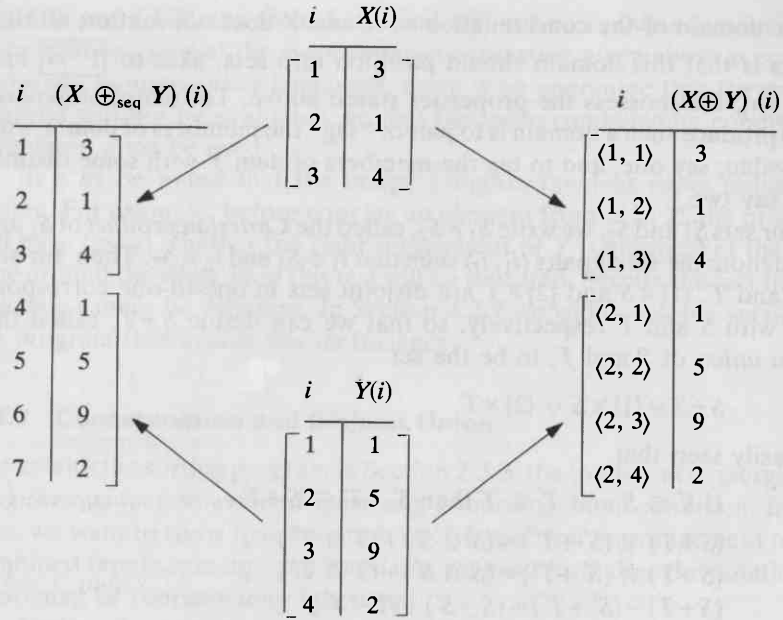 i X(i)
1 3
2 1
3 4
i (X ⊕seq Y) (i)
1 3
2 1
3 4
4 1
5 5
6 9
7 2
i Y(i)
1 1
2 5
3 9
4 2
i (X⊕ Y) (i)
⟨1, 1⟩ 3
⟨1, 2⟩ 1
⟨1, 3⟩ 4
⟨2, 1⟩ 1
⟨2, 2⟩ 5
⟨2, 3⟩ 9
⟨2, 4⟩ 2